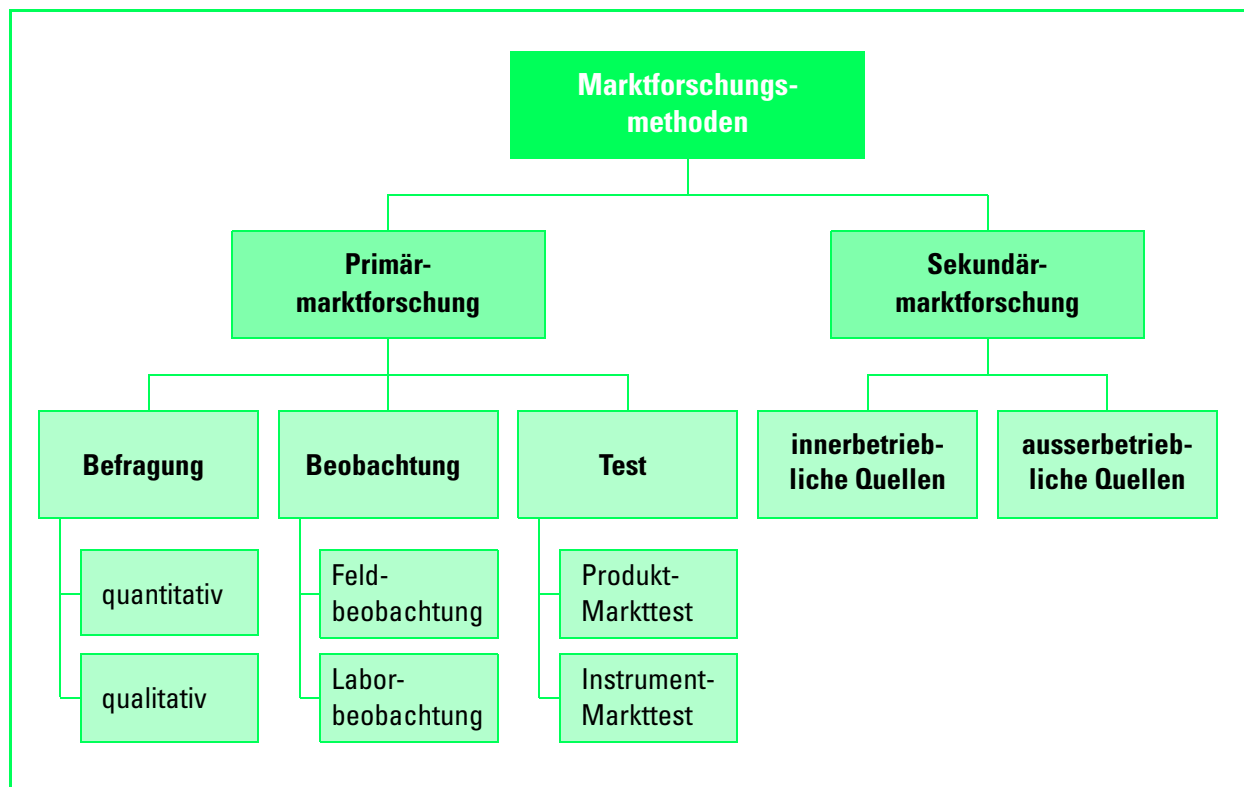 Marktforschungs-
methoden
Primär-
marktforschung
Sekundär-
marktforschung
Befragung
Beobachtung
Test
innerbetrieb-
liche Quellen
ausserbetrieb-
liche Quellen
quantitativ
Feld-
beobachtung
Produkt-
Markttest
qualitativ
Labor-
beobachtung
Instrument-
Markttest